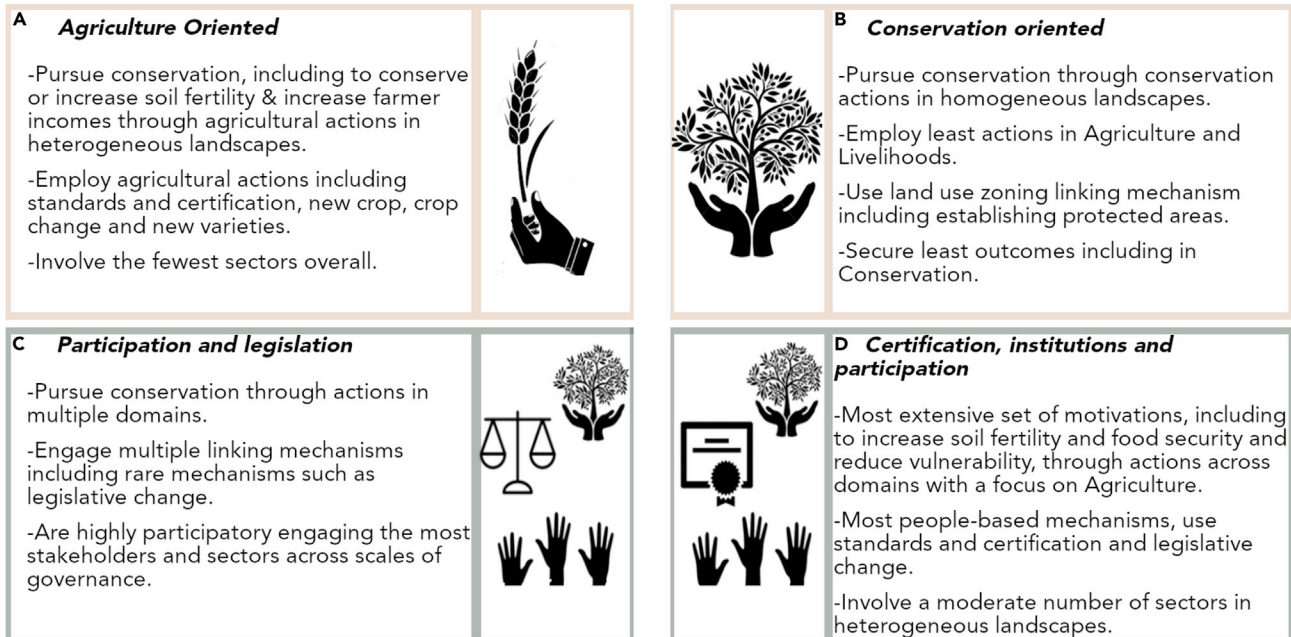 A Agriculture Oriented
-Pursue conservation, including to conserve
or increase soil fertility & increase farmer
incomes through agricultural actions in
heterogeneous landscapes.
-Employ agricultural actions including
standards and certification, new crop, crop
change and new varieties.
-Involve the fewest sectors overall.
B Conservation oriented
-Pursue conservation through conservation
actions in homogeneous landscapes.
-Employ least actions in Agriculture and
Livelihoods.
-Use land use zoning linking mechanism
including establishing protected areas.
-Secure least outcomes including in
Conservation.
C Participation and legislation
-Pursue conservation through actions in
multiple domains.
-Engage multiple linking mechanisms
including rare mechanisms such as
legislative change.
-Are highly participatory engaging the most
stakeholders and sectors across scales of
governance.
D Certification, institutions and
participation
-Most extensive set of motivations, including
to increase soil fertility and food security and
reduce vulnerability, through actions across
domains with a focus on Agriculture.
-Most people-based mechanisms, use
standards and certification and legislative
change.
-Involve a moderate number of sectors in
heterogeneous landscapes.